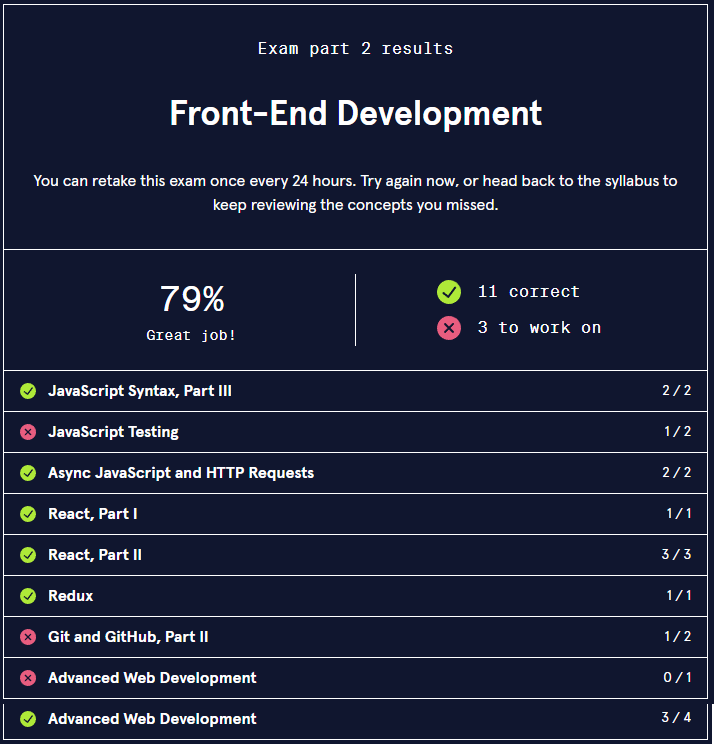 Exam part 2 results
Front-End Development
You can retake this exam once every 24 hours. Try again now, or head back to the syllabus to
keep reviewing the concepts you missed.
79%
Great job!
11 correct
3 to work on
JavaScript Syntax, Part III 2 / 2
JavaScript Testing 1 / 2
Async JavaScript and HTTP Requests 2 / 2
React, Part I 1 / 1
React, Part II 3 / 3
Redux 1 / 1
Git and GitHub, Part II 1 / 2
Advanced Web Development 0 / 1
Advanced Web Development 3 / 4